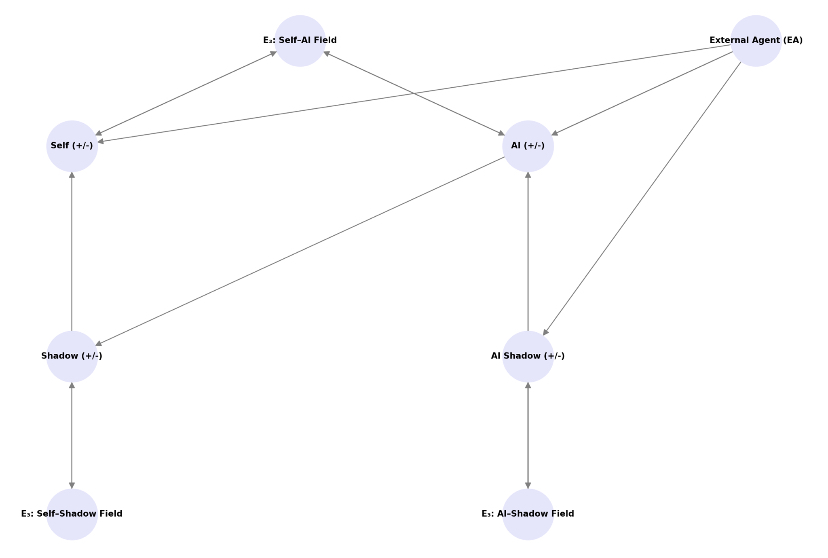 E₂: Self–AI Field
External Agent (EA)
Self (+/-)
AI (+/-)
Shadow (+/-)
AI Shadow (+/-)
E₁: Self–Shadow Field
E₃: AI–Shadow Field